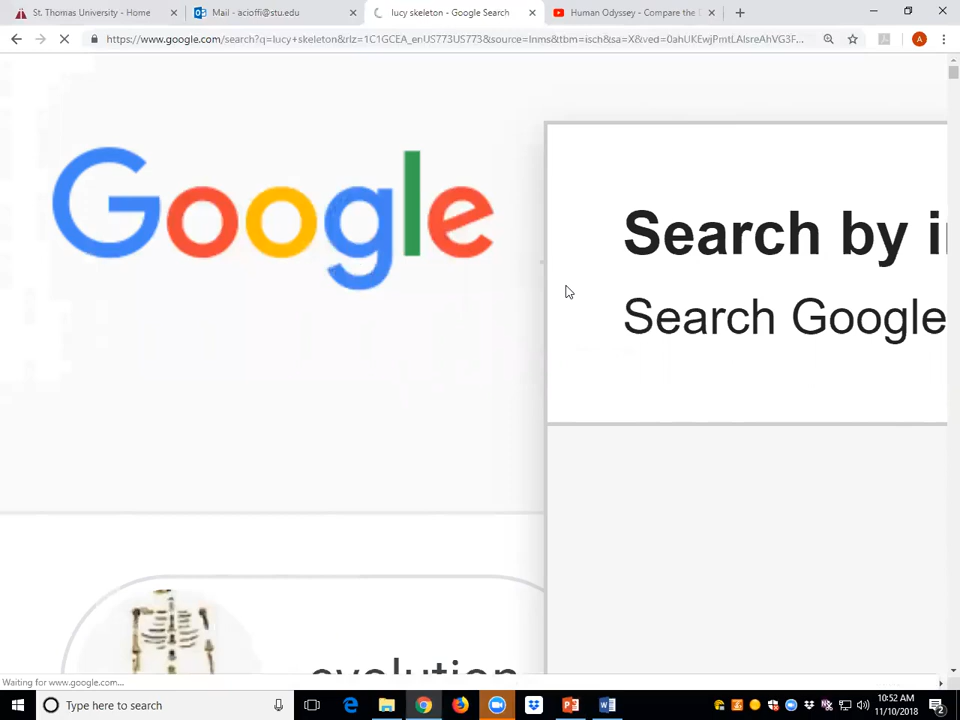 St. Thomas University - Home
Mail - acioffi@stu.edu
lucy skeleton - Google Search
Human Odyssey - Compare the
https://www.google.com/search?q=lucy+skeleton&rlz=1C1GCEA_enUS773US773&source=lnms&tbm=isch&sa=X&ved=0ahUKEwjPmtLAlsreAhVG3F...
A
Google
Search by i
Search Google
evolution
Waiting for www.google.com...
Type here to search
10:52 AM
11/10/2018
2